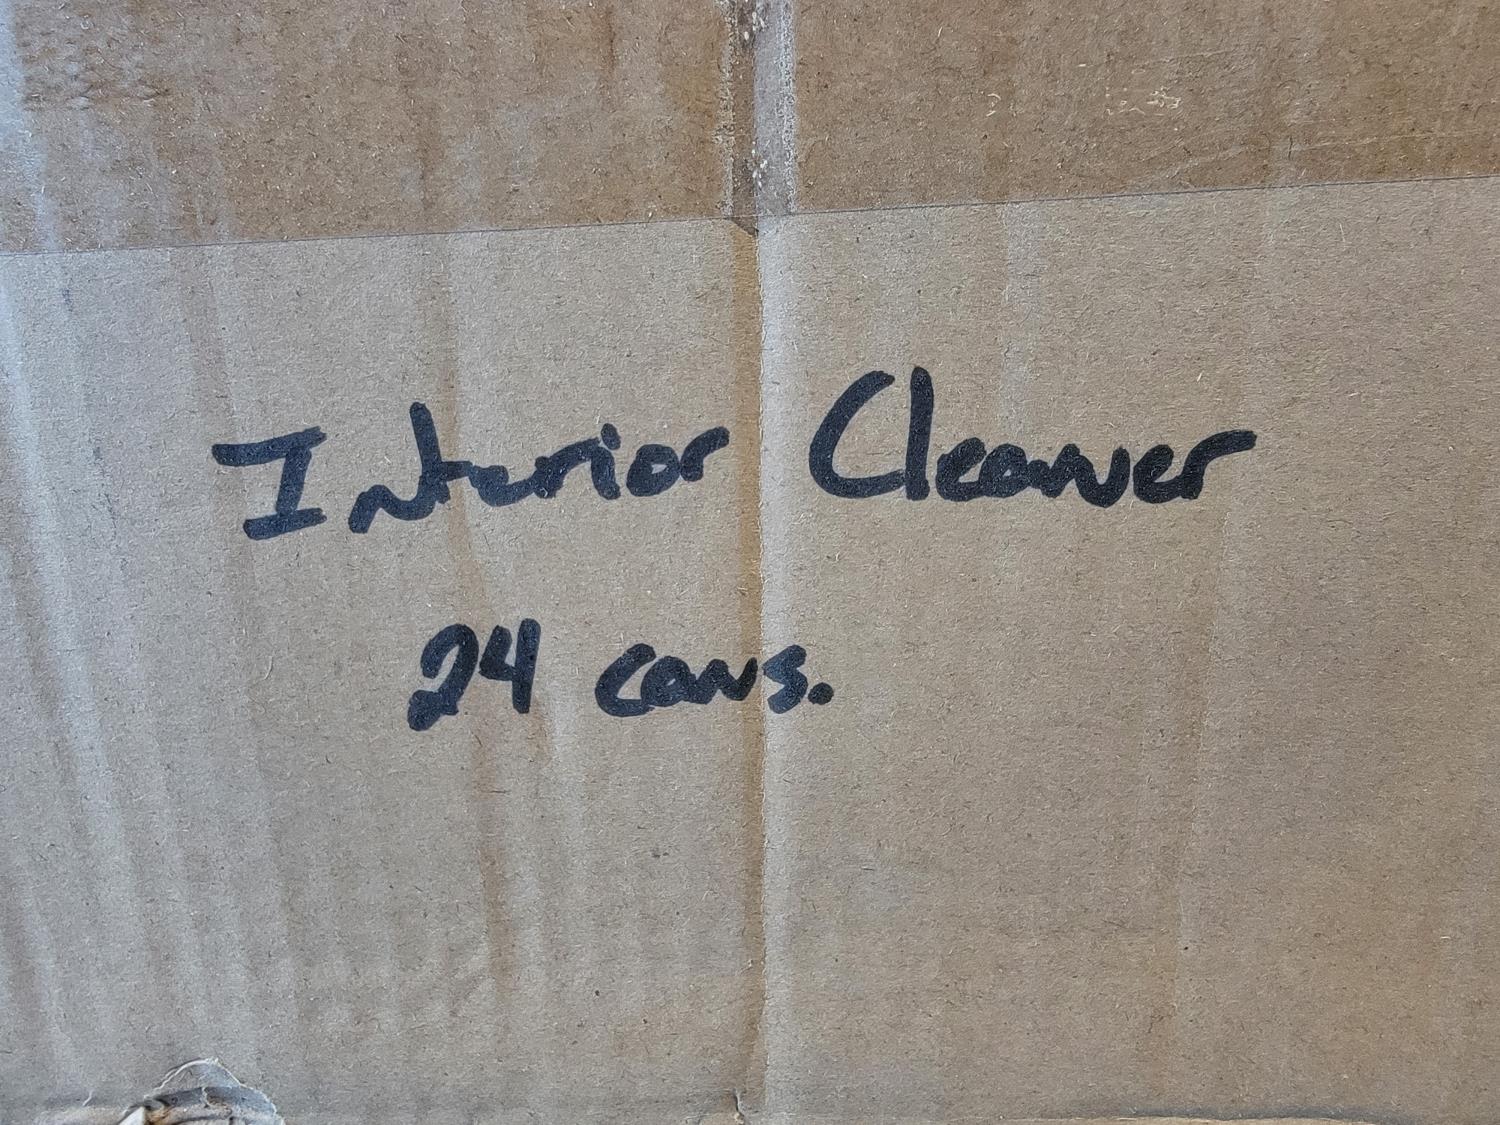 Interior Cleaner
24 cans.